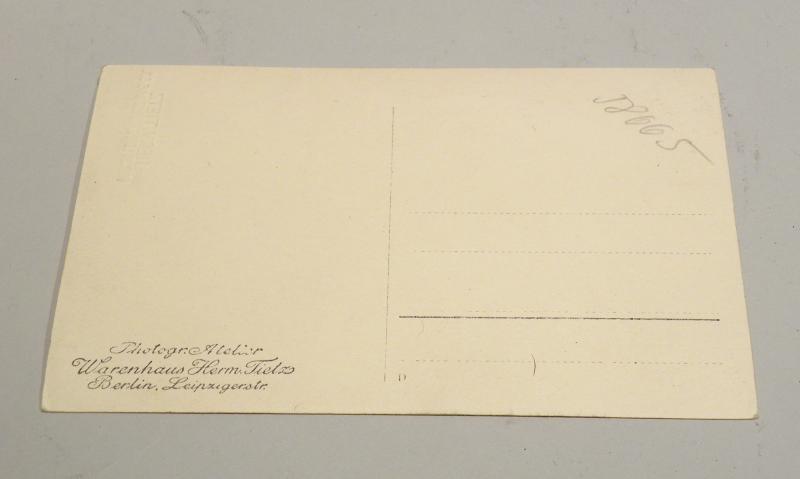 Photogr. Atelier
Warenhaus Herm. Tietz
Berlin, Leipzigerstr.
D